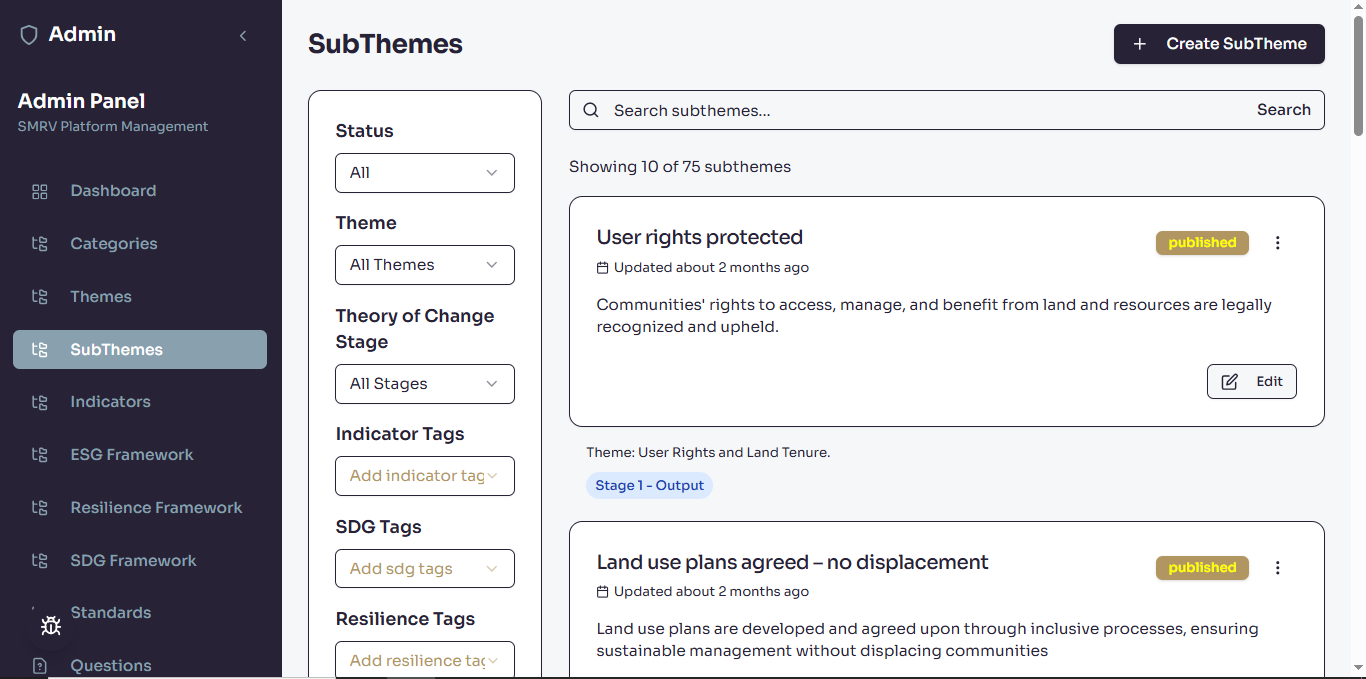 Admin
Admin Panel
SMRV Platform Management
Dashboard
Categories
Themes
SubThemes
Indicators
ESG Framework
Resilience Framework
SDG Framework
Standards
Questions
SubThemes
Create SubTheme
Status
All
Theme
All Themes
Theory of Change
Stage
All Stages
Indicator Tags
Add indicator tag
SDG Tags
Add sdg tags
Resilience Tags
Add resilience tag
Search subthemes...
Search
Showing 10 of 75 subthemes
User rights protected
published
Updated about 2 months ago
Communities' rights to access, manage, and benefit from land and resources are legally
recognized and upheld.
Edit
Theme: User Rights and Land Tenure.
Stage 1 - Output
Land use plans agreed – no displacement
published
Updated about 2 months ago
Land use plans are developed and agreed upon through inclusive processes, ensuring
sustainable management without displacing communities